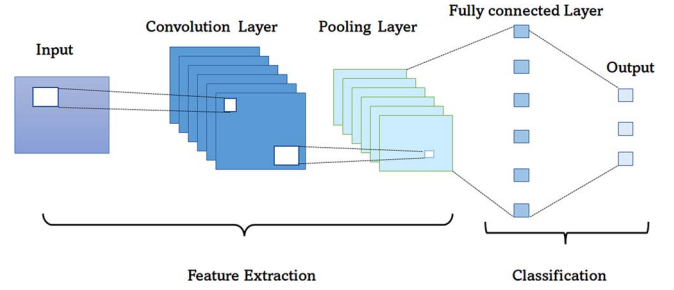 Fully connected Layer
Convolution Layer
Pooling Layer
Input
Output
Feature Extraction
Classification